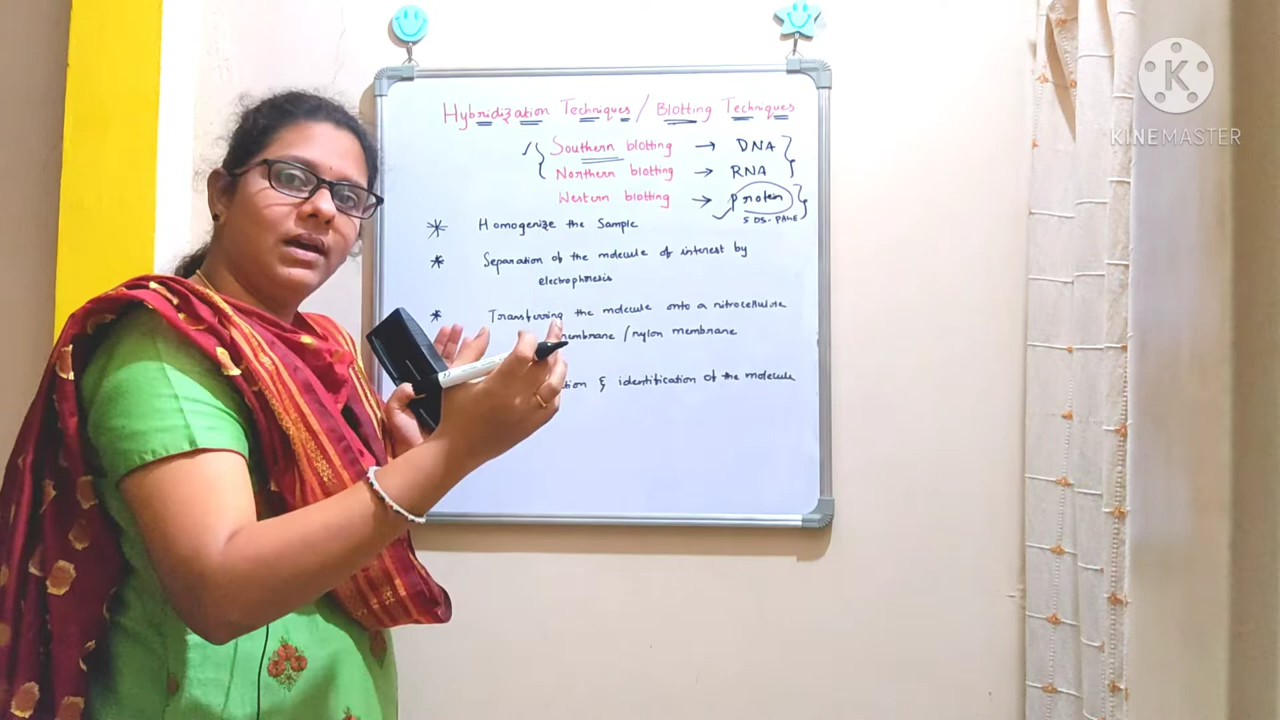 Hybridization Techniques / Blotting Techniques
Southern blotting → DNA
Northern blotting → RNA
Western blotting → protein
SDS-PAGE
* Homogenize the Sample
* Separation of the molecule of interest by
electrophoresis
* Transferring the molecule onto a nitrocellulose
membrane / nylon membrane
identification of the molecule
K
KINEMASTER